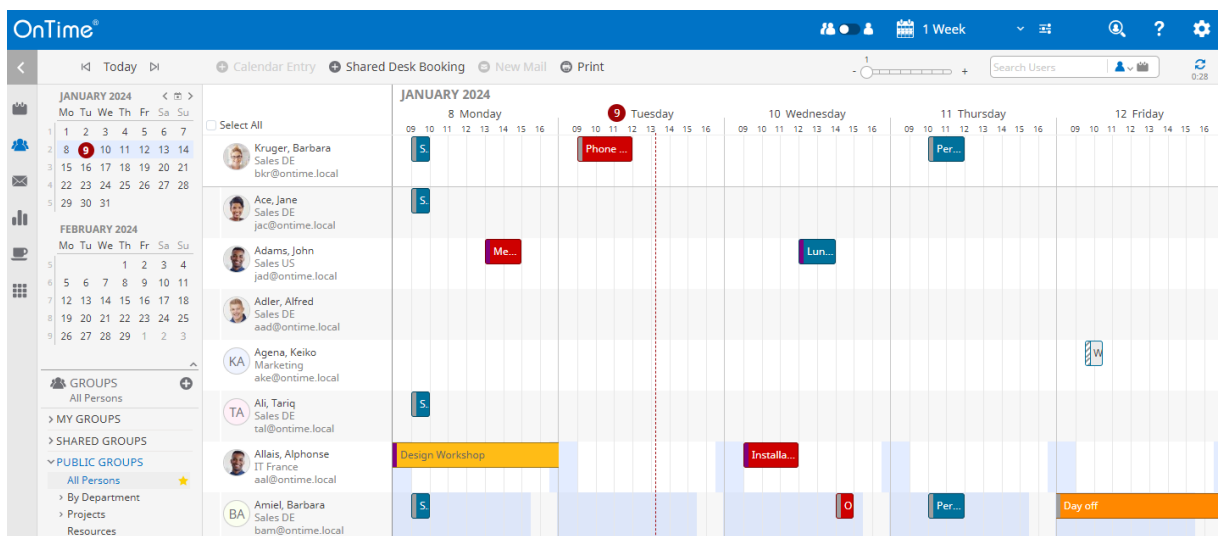 OnTime®
1 Week
?
Today
Calendar Entry
Shared Desk Booking
New Mail
Print
1
- +
Search Users
0:28
JANUARY 2024
Mo Tu We Th Fr Sa Su
1 1 2 3 4 5 6 7
2 8 9 10 11 12 13 14
3 15 16 17 18 19 20 21
4 22 23 24 25 26 27 28
5 29 30 31
FEBRUARY 2024
Mo Tu We Th Fr Sa Su
5 1 2 3 4
6 5 6 7 8 9 10 11
7 12 13 14 15 16 17 18
8 19 20 21 22 23 24 25
9 26 27 28 29 1 2 3
GROUPS
All Persons
MY GROUPS
SHARED GROUPS
PUBLIC GROUPS
All Persons
By Department
Projects
Resources
Select All
JANUARY 2024
8 Monday
9 Tuesday
10 Wednesday
11 Thursday
12 Friday
09 10 11 12 13 14 15 16
09 10 11 12 13 14 15 16
09 10 11 12 13 14 15 16
09 10 11 12 13 14 15 16
09 10 11 12 13 14 15 16
Kruger, Barbara
Sales DE
bkr@ontime.local
S.
Phone ...
Per...
Ace, Jane
Sales DE
jac@ontime.local
S.
Adams, John
Sales US
jad@ontime.local
Me...
Lun...
Adler, Alfred
Sales DE
aad@ontime.local
KA
Agena, Keiko
Marketing
ake@ontime.local
W
TA
Ali, Tariq
Sales DE
tal@ontime.local
S.
Allais, Alphonse
IT France
aal@ontime.local
Design Workshop
Installa...
BA
Amiel, Barbara
Sales DE
bam@ontime.local
S.
O
Per...
Day off